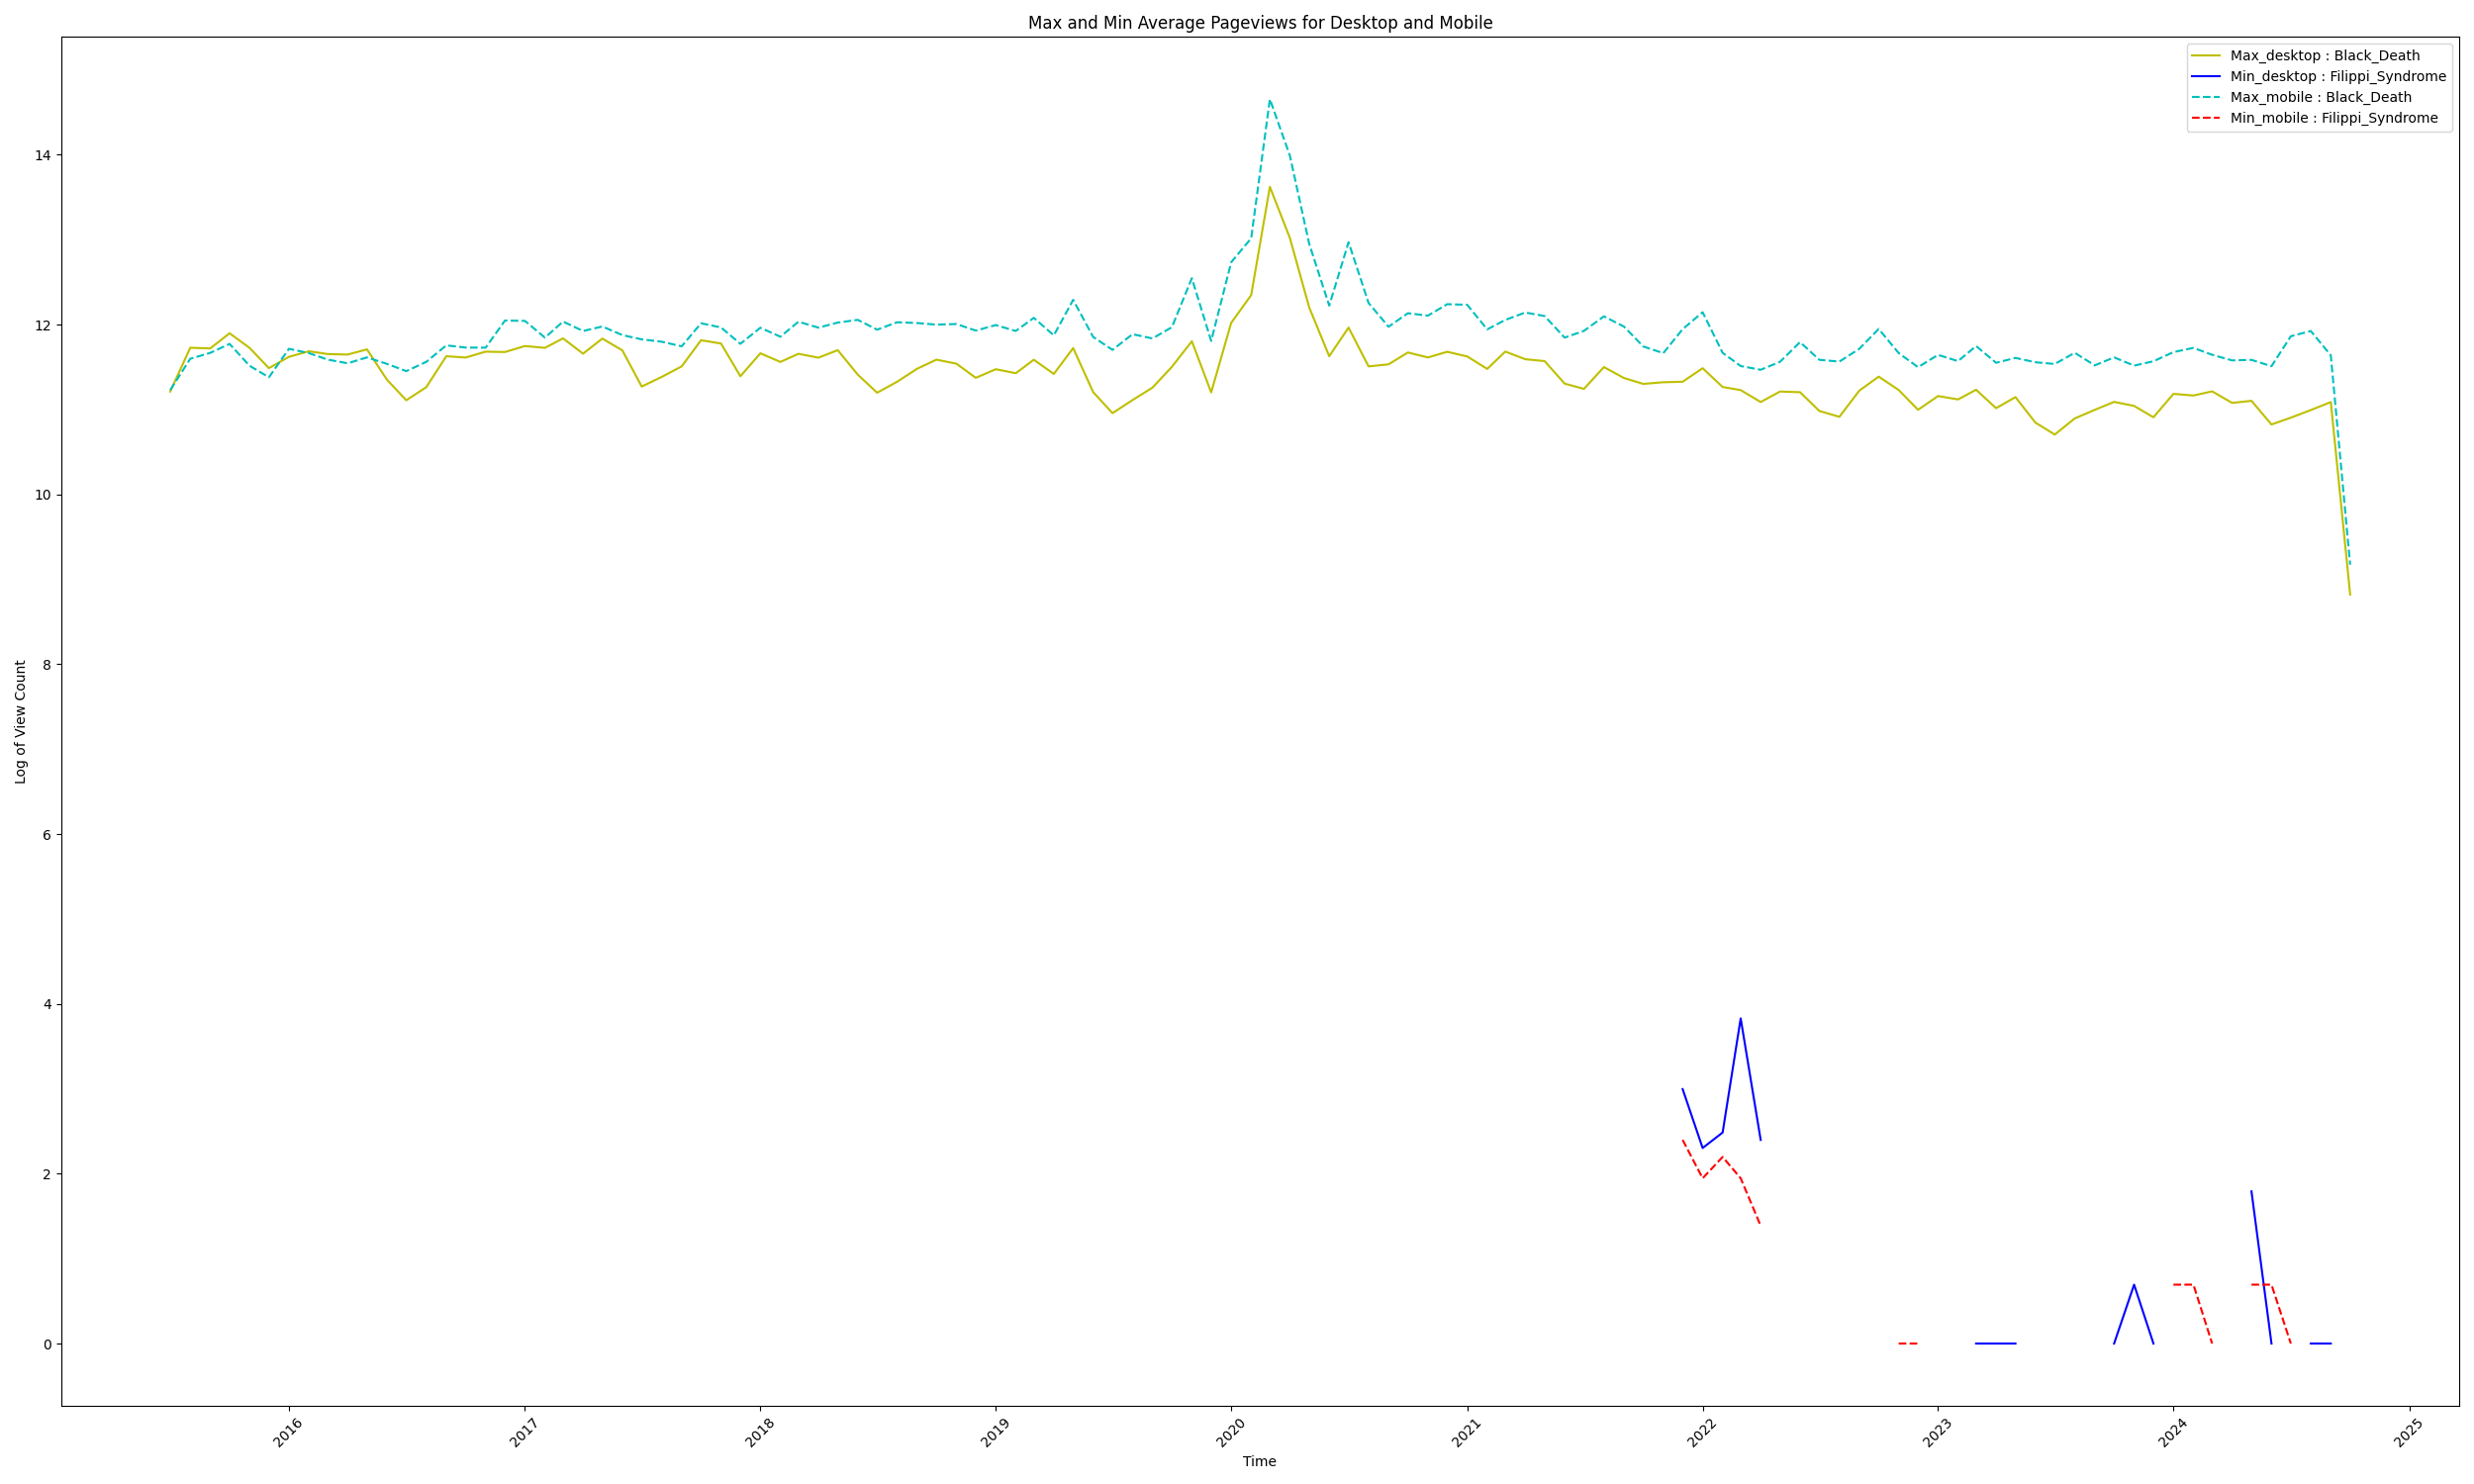 Max and Min Average Pageviews for Desktop and Mobile
Max_desktop : Black_Death
Min_desktop : Filippi_Syndrome
Max_mobile : Black_Death
Min_mobile : Filippi_Syndrome
Log of View Count
14
12
10
8
6
4
2
0
2016
2017
2018
2019
2020
2021
2022
2023
2024
2025
Time